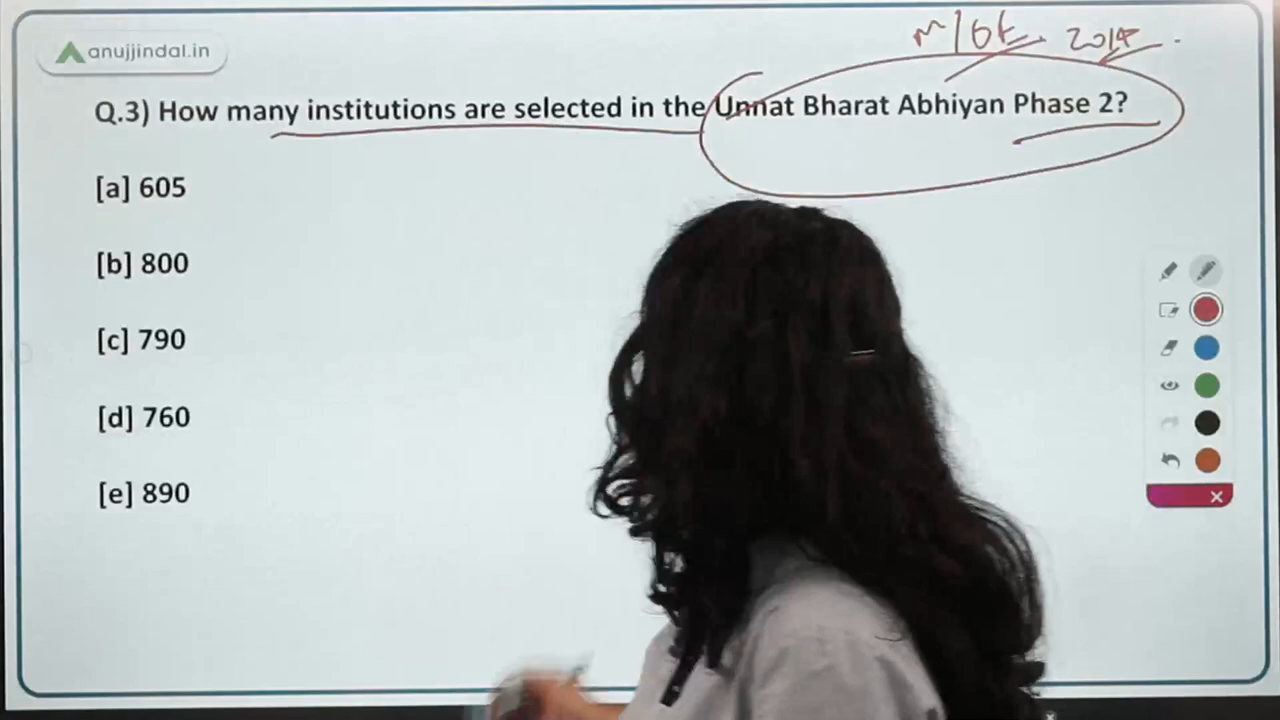 anujjindal.in
Q.3) How many institutions are selected in the Unnat Bharat Abhiyan Phase 2?
[a] 605
[b] 800
[c] 790
[d] 760
[e] 890